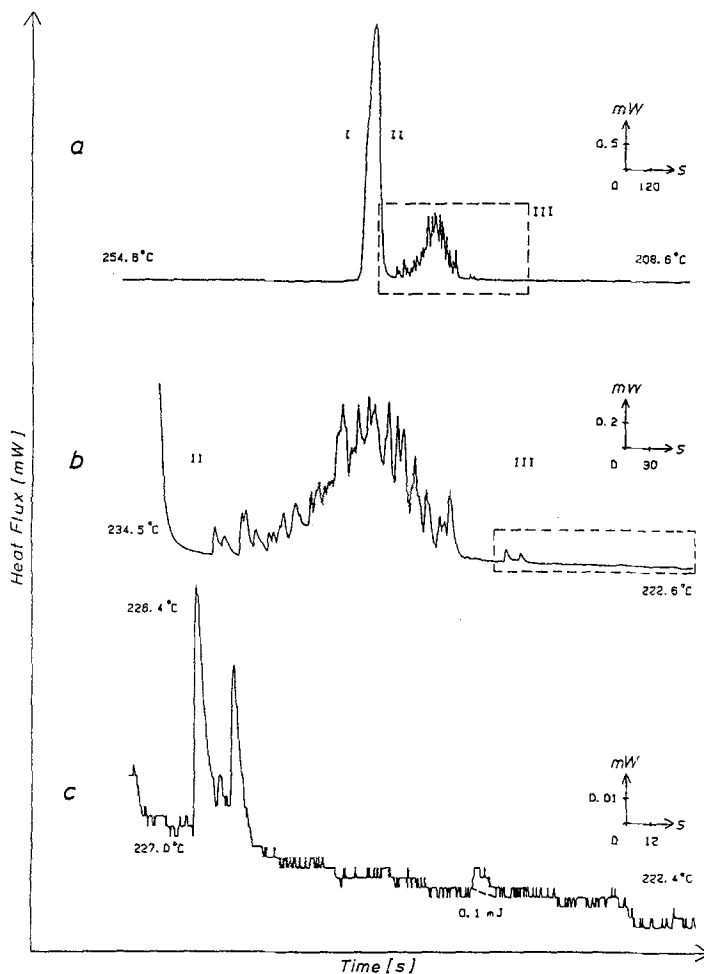 Heat Flux [mW]
a
I
II
III
mW
0.5
0
120
S
254.6°C
208.6°C
b
II
III
mW
0.2
0
30
S
234.5°C
222.6°C
c
226.4°C
227.0°C
mW
0.01
0
12
S
222.4°C
0.1 mJ
Time [s]